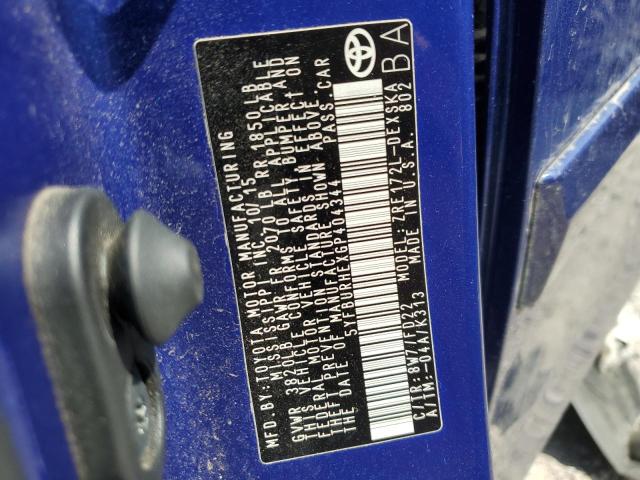 MFD BY: TOYOTA MOTOR MANUFACTURING
MISSISSIPPI, INC. 10/15
GVWR 3820LB GAWR FR 2070 LB RR 1850LB
THIS VEHICLE CONFORMS TO ALL APPLICABLE
FEDERAL MOTOR VEHICLE SAFETY, BUMPER AND
THEFT PREVENTION STANDARDS IN EFFECT ON
THE DATE OF MANUFACTURE SHOWN ABOVE.
5YFBURHEXGP404344 PASS.CAR
C/TR: 8W7/FD22 MODEL: ZRE172L-DEXSKA
A/TM: -04A/K313 MADE IN U.S.A. 802
BA